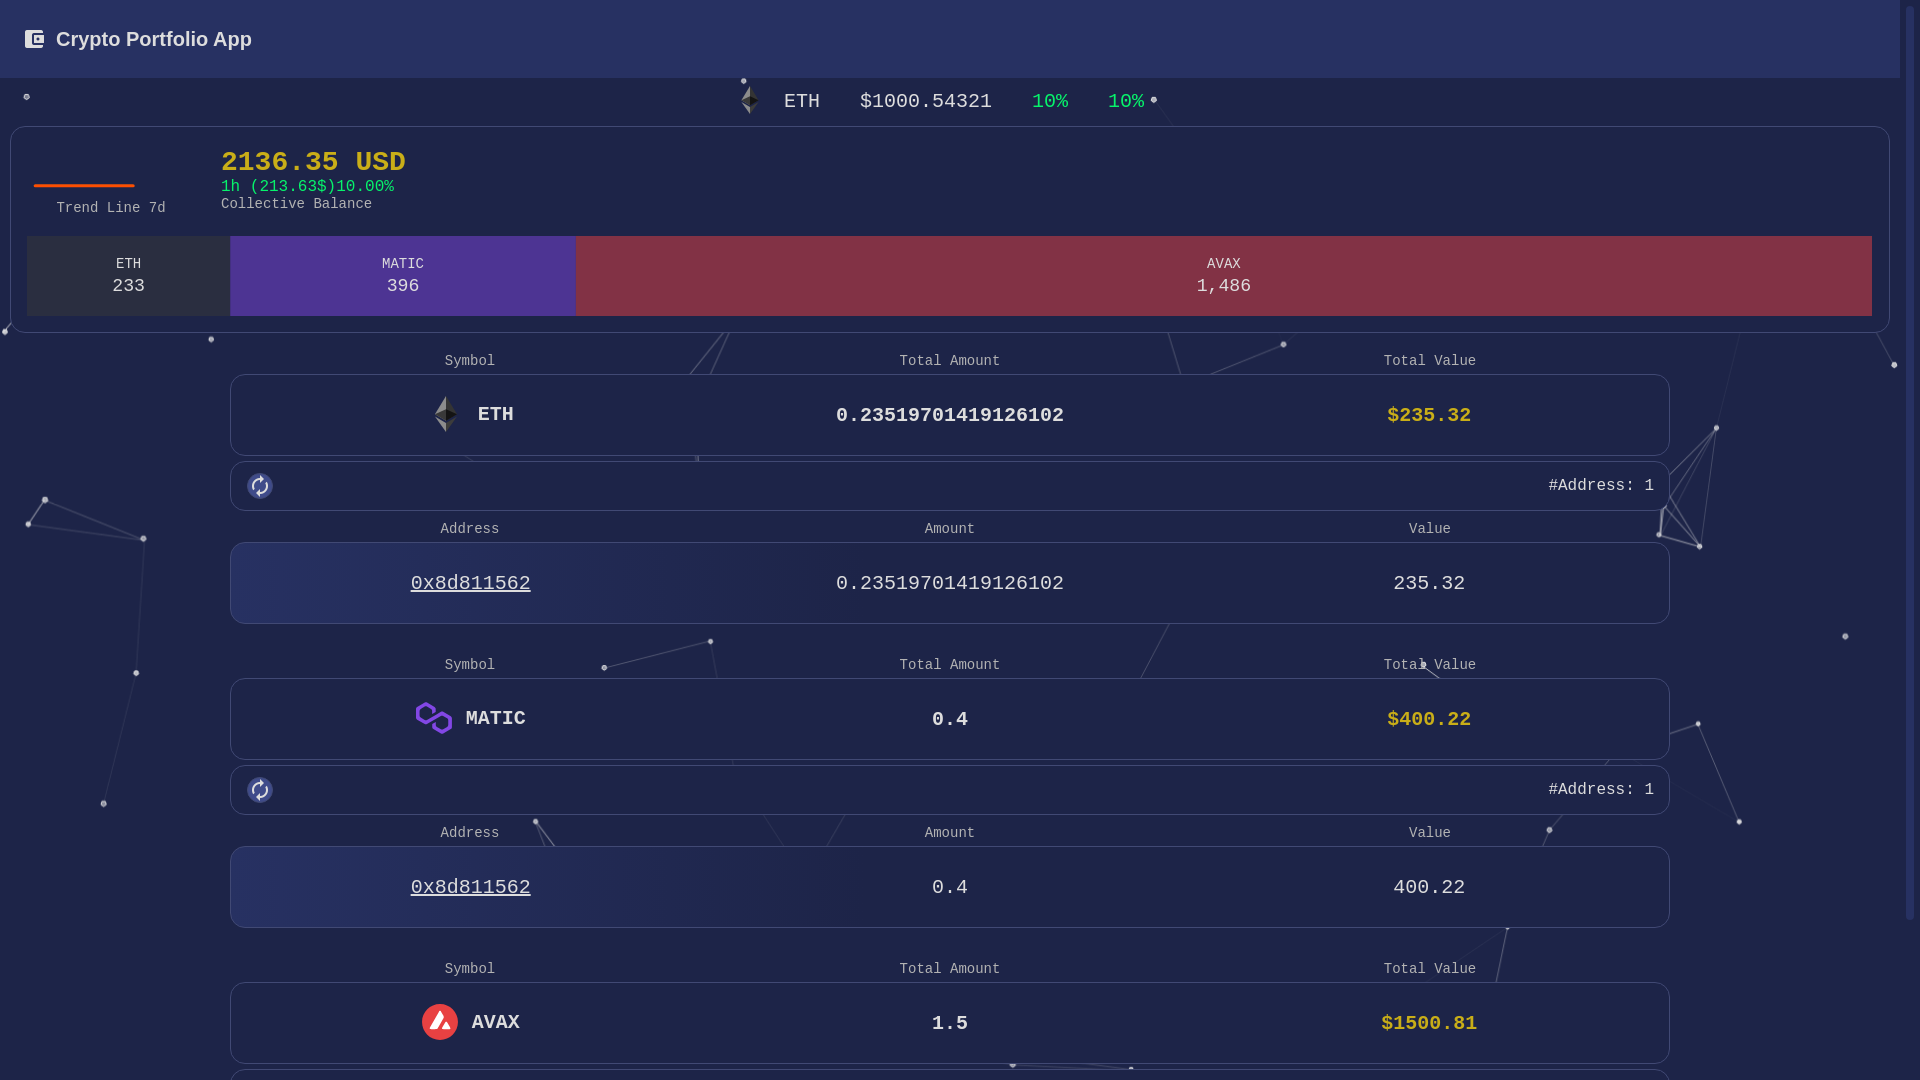 Crypto Portfolio App
ETH $1000.54321 10% 10%
2136.35 USD
1h (213.63$)10.00%
Collective Balance
Trend Line 7d
ETH MATIC AVAX
233 396 1,486
Symbol Total Amount Total Value
ETH 0.23519701419126102 $235.32
#Address: 1
Address Amount Value
0x8d811562 0.23519701419126102 235.32
Symbol Total Amount Total Value
MATIC 0.4 $400.22
#Address: 1
Address Amount Value
0x8d811562 0.4 400.22
Symbol Total Amount Total Value
AVAX 1.5 $1500.81